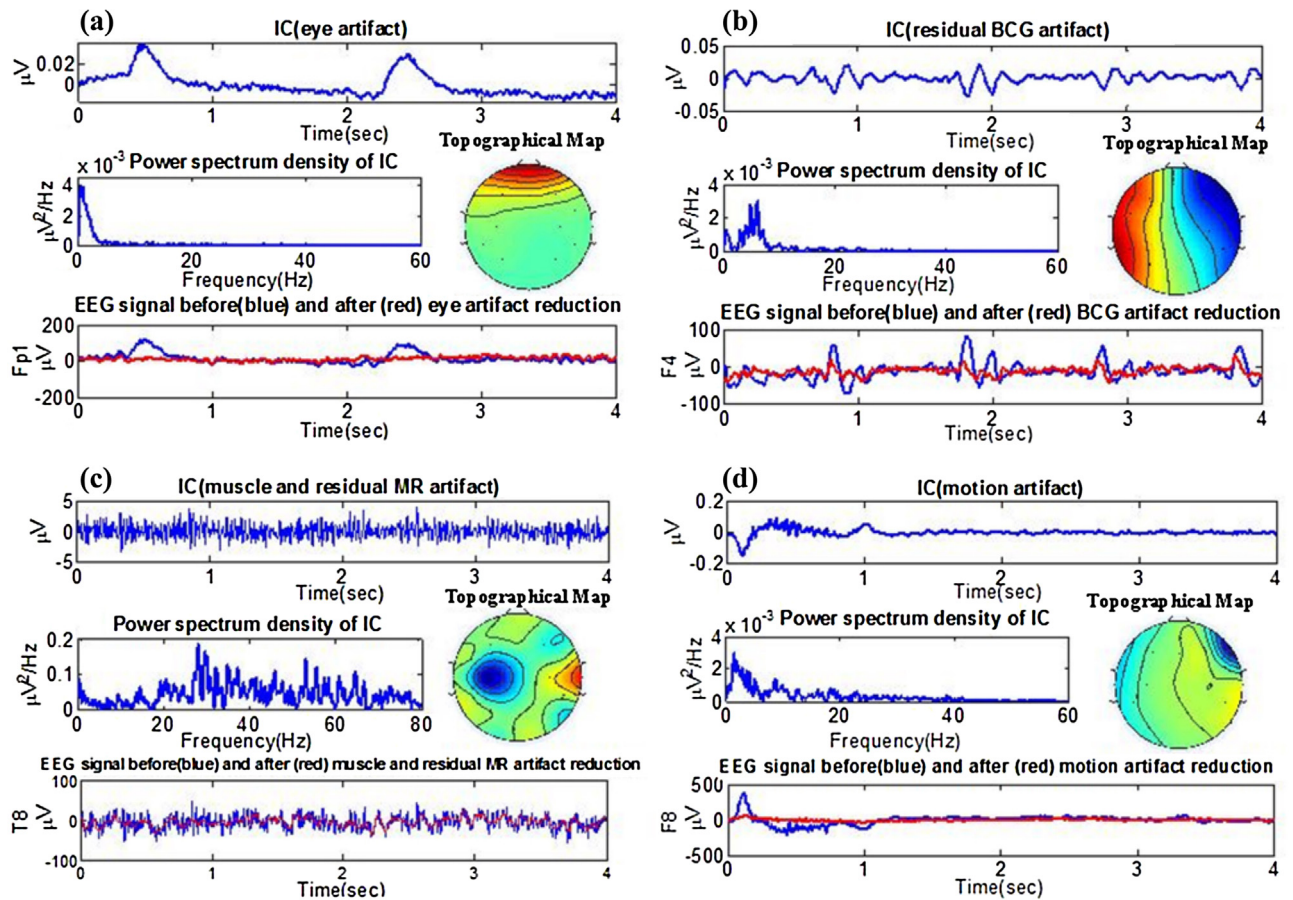 (a)
IC(eye artifact)
µV
0.02
0
0 1 2 3 4
Time(sec)
× 10⁻³ Power spectrum density of IC
µV²/Hz
4
2
0
0 20 40 60
Frequency(Hz)
Topographical Map
EEG signal before(blue) and after (red) eye artifact reduction
Fp1
µV
200
0
-200
0 1 2 3 4
Time(sec)
(b)
IC(residual BCG artifact)
µV
0.05
0
-0.05
0 1 2 3 4
Time(sec)
× 10⁻³ Power spectrum density of IC
µV²/Hz
4
2
0
0 20 40 60
Frequency(Hz)
Topographical Map
EEG signal before(blue) and after (red) BCG artifact reduction
F4
µV
100
0
-100
0 1 2 3 4
Time(sec)
(c)
IC(muscle and residual MR artifact)
µV
5
0
-5
0 1 2 3 4
Time(sec)
Power spectrum density of IC
µV²/Hz
0.2
0.1
0
0 20 40 60 80
Frequency(Hz)
Topographical Map
EEG signal before(blue) and after (red) muscle and residual MR artifact reduction
T8
µV
100
0
-100
0 1 2 3 4
Time(sec)
(d)
IC(motion artifact)
µV
0.2
0
-0.2
0 1 2 3 4
Time(sec)
× 10⁻³ Power spectrum density of IC
µV²/Hz
4
2
0
0 20 40 60
Frequency(Hz)
Topographical Map
EEG signal before(blue) and after (red) motion artifact reduction
F8
µV
500
0
-500
0 1 2 3 4
Time(sec)